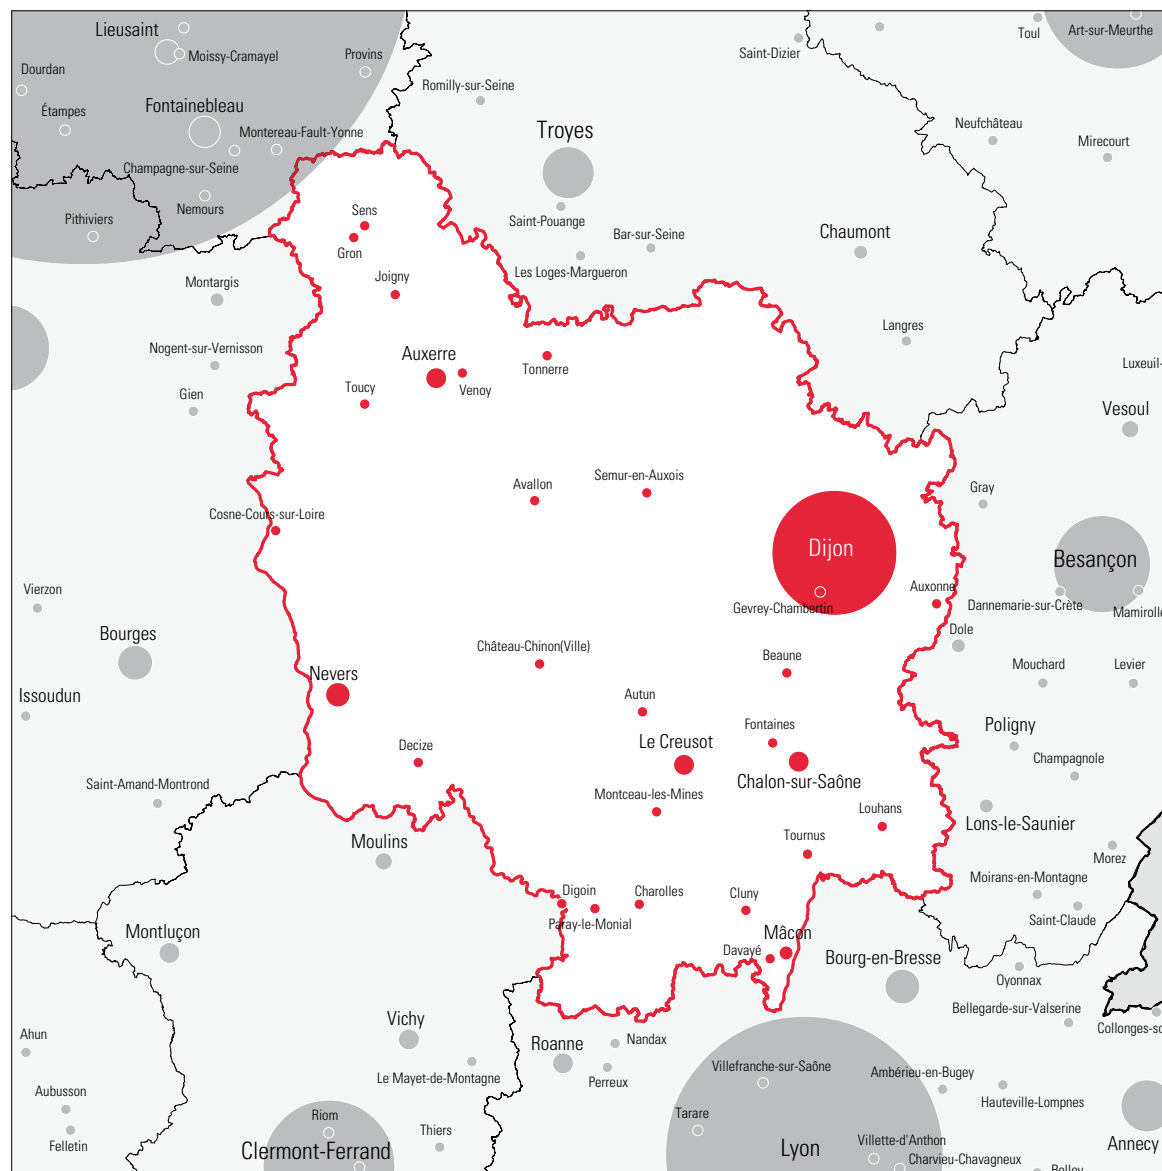 Lieusaint
Toul
Art-sur-Meurthe
Saint-Dizier
Moissy-Cramayel
Provins
Dourdan
Romilly-sur-Seine
Étampes
Fontainebleau
Montereau-Fault-Yonne
Troyes
Neufchâteau
Mirecourt
Champagne-sur-Seine
Nemours
Pithiviers
Sens
Saint-Pouange
Bar-sur-Seine
Chaumont
Gron
Joigny
Les Loges-Margueron
Montargis
Langres
Nogent-sur-Vernisson
Auxerre
Tonnerre
Luxeuil-
Gien
Toucy
Venoy
Vesoul
Avallon
Semur-en-Auxois
Gray
Cosne-Cours-sur-Loire
Dijon
Besançon
Vierzon
Auxonne
Gevrey-Chambertin
Dannemarie-sur-Crète
Mamirolle
Bourges
Dole
Château-Chinon(Ville)
Beaune
Mouchard
Levier
Nevers
Issoudun
Autun
Poligny
Fontaines
Le Creusot
Decize
Champagnole
Chalon-sur-Saône
Saint-Amand-Montrond
Montceau-les-Mines
Louhans
Lons-le-Saunier
Moulins
Tournus
Morez
Moirans-en-Montagne
Digoin
Charolles
Cluny
Saint-Claude
Paray-le-Monial
Montluçon
Mâcon
Davayé
Bourg-en-Bresse
Oyonnax
Bellegarde-sur-Valserine
Vichy
Collonges-so
Ahun
Roanne
Nandax
Le Mayet-de-Montagne
Perreux
Villefranche-sur-Saône
Ambérieu-en-Bugey
Aubusson
Hauteville-Lompnes
Riom
Tarare
Felletin
Clermont-Ferrand
Thiers
Lyon
Villette-d'Anthon
Annecy
Charvieu-Chavagneux